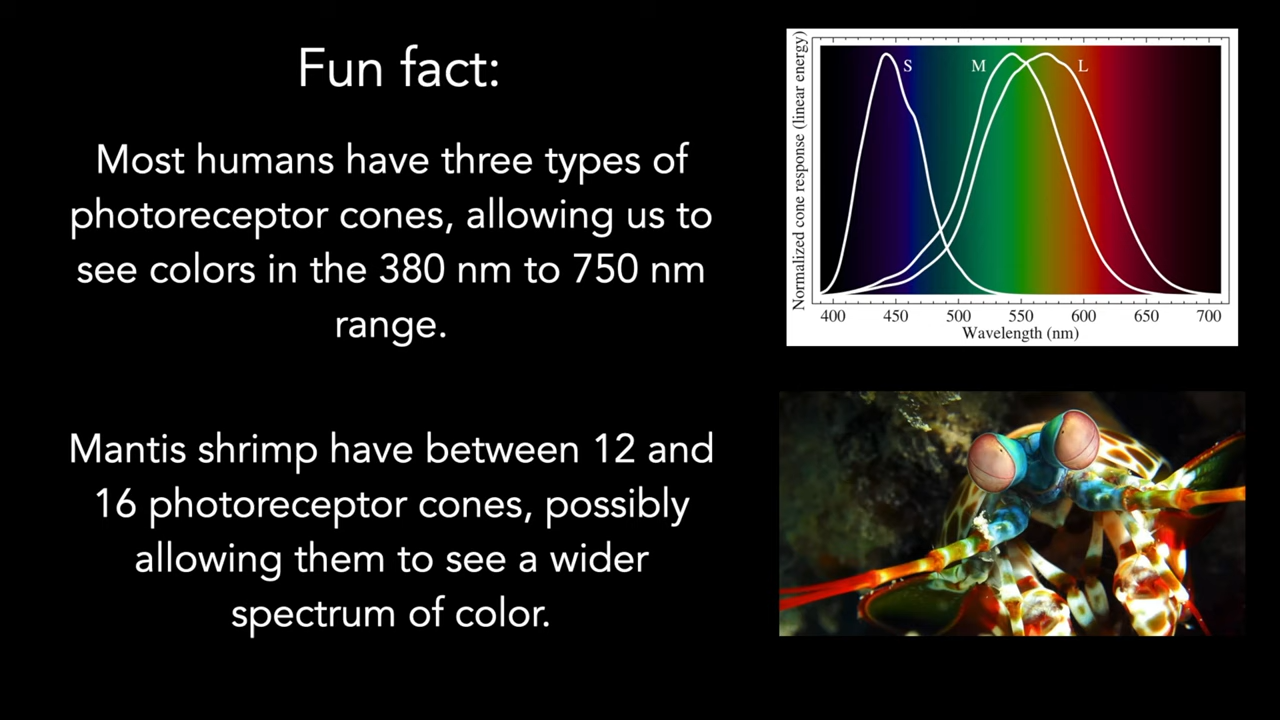 Fun fact:
Most humans have three types of
photoreceptor cones, allowing us to
see colors in the 380 nm to 750 nm
range.
Mantis shrimp have between 12 and
16 photoreceptor cones, possibly
allowing them to see a wider
spectrum of color.
Normalized cone response (linear energy)
S M L
400 450 500 550 600 650 700
Wavelength (nm)